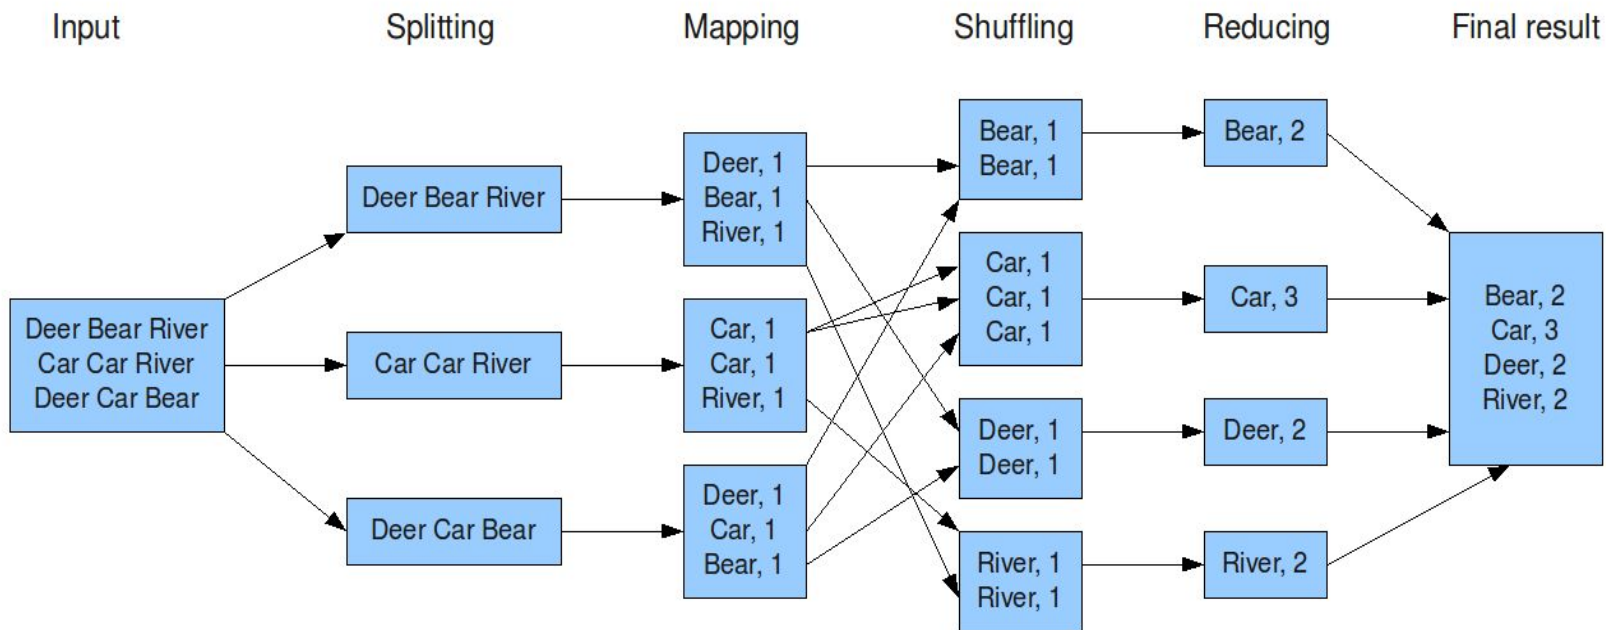 Input
Splitting
Mapping
Shuffling
Reducing
Final result
Deer Bear River
Car Car River
Deer Car Bear
Deer Bear River
Car Car River
Deer Car Bear
Deer, 1
Bear, 1
River, 1
Car, 1
Car, 1
River, 1
Deer, 1
Car, 1
Bear, 1
Bear, 1
Bear, 1
Car, 1
Car, 1
Car, 1
Deer, 1
Deer, 1
River, 1
River, 1
Bear, 2
Car, 3
Deer, 2
River, 2
Bear, 2
Car, 3
Deer, 2
River, 2